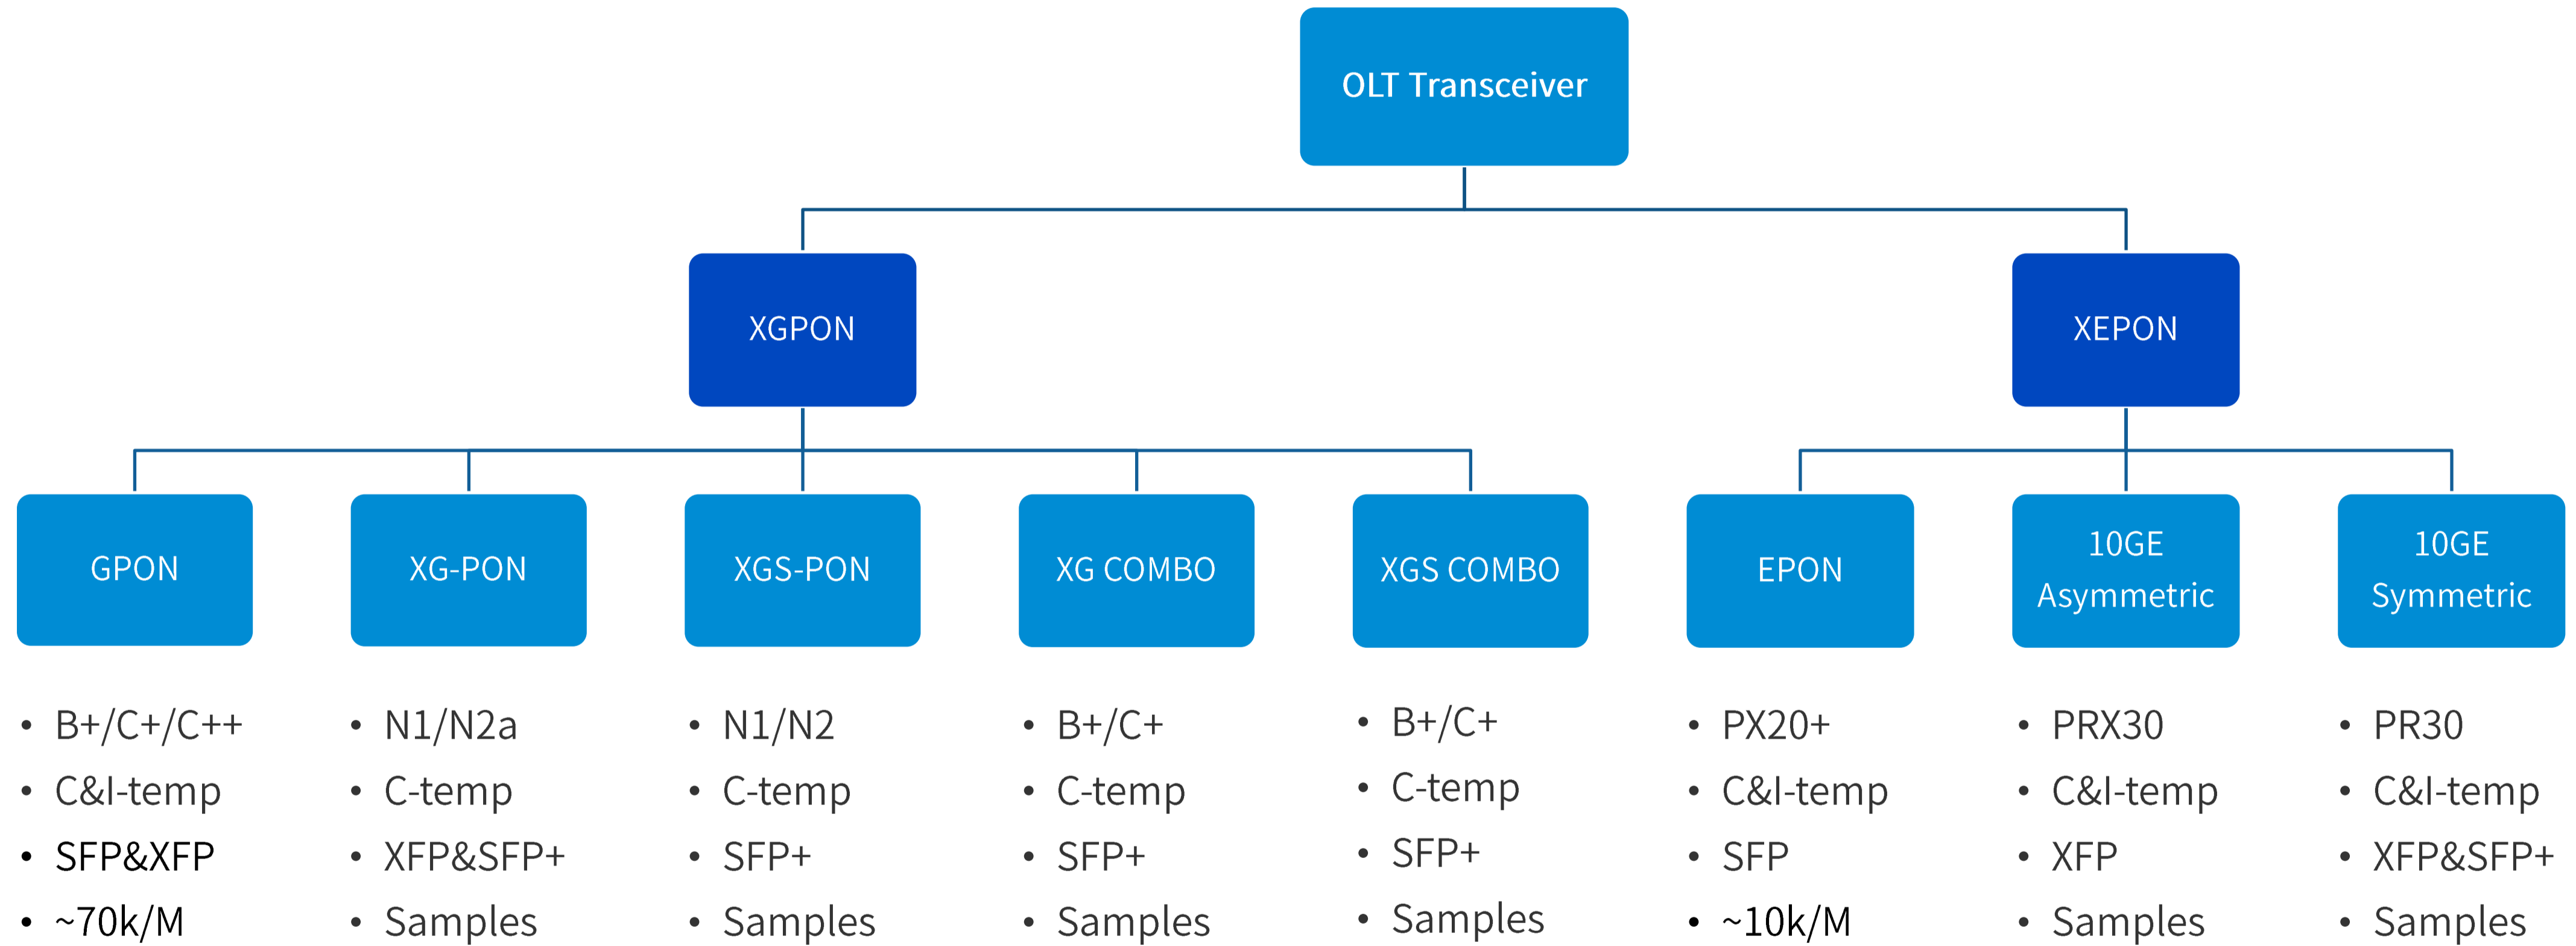 OLT Transceiver
XGPON
XEPON
GPON
XG-PON
XGS-PON
XG COMBO
XGS COMBO
EPON
10GE
Asymmetric
10GE
Symmetric
• B+/C+/C++
• C&I-temp
• SFP&XFP
• ~70k/M
• N1/N2a
• C-temp
• XFP&SFP+
• Samples
• N1/N2
• C-temp
• SFP+
• Samples
• B+/C+
• C-temp
• SFP+
• Samples
• B+/C+
• C-temp
• SFP+
• Samples
• PX20+
• C&I-temp
• SFP
• ~10k/M
• PRX30
• C&I-temp
• XFP
• Samples
• PR30
• C&I-temp
• XFP&SFP+
• Samples